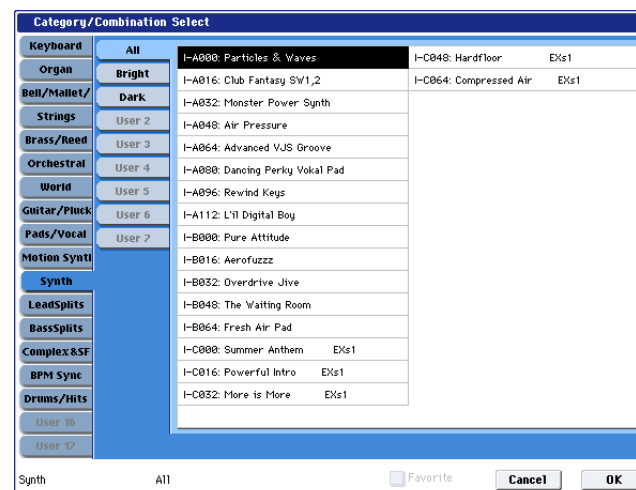 Category/Combination Select
Keyboard
Organ
Bell/Mallet/
Strings
Brass/Reed
Orchestral
World
Guitar/Pluck
Pads/Vocal
Motion Synt
Synth
LeadSplits
BassSplits
Complex&SF
BPM Sync
Drums/Hits
User 16
User 17
All
Bright
Dark
User 2
User 3
User 4
User 5
User 6
User 7
I-A000: Particles & Waves
I-A016: Club Fantasy SW1,2
I-A032: Monster Power Synth
I-A048: Air Pressure
I-A064: Advanced VJS Groove
I-A080: Dancing Perky Vokal Pad
I-A096: Rewind Keys
I-A112: L'il Digital Boy
I-B000: Pure Attitude
I-B016: Aerofuzzz
I-B032: Overdrive Jive
I-B048: The Waiting Room
I-B064: Fresh Air Pad
I-C000: Summer Anthem EXs1
I-C016: Powerful Intro EXs1
I-C032: More is More EXs1
I-C048: Hardfloor EXs1
I-C064: Compressed Air EXs1
Synth
All
Favorite
Cancel
OK